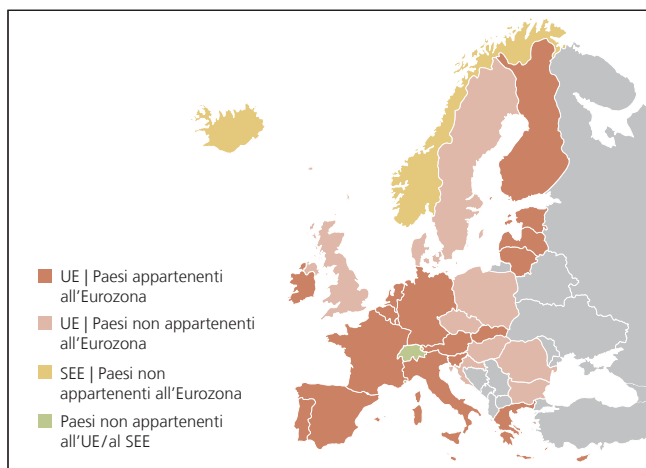 UE | Paesi appartenenti
all'Eurozona
UE | Paesi non appartenenti
all'Eurozona
SEE | Paesi non
appartenenti all'Eurozona
Paesi non appartenenti
all'UE/al SEE